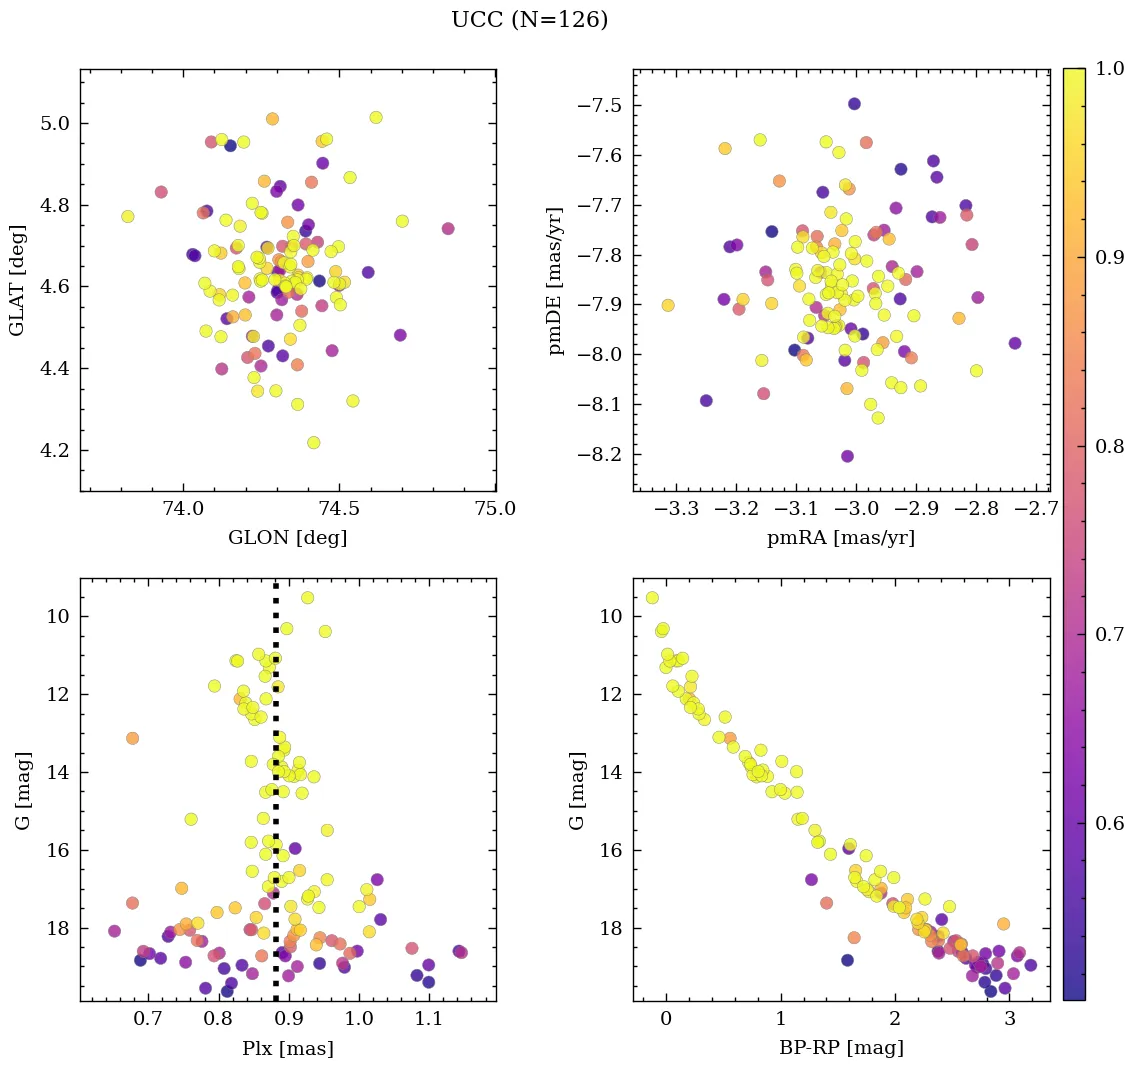 UCC (N=126)
5.0
4.8
4.6
4.4
4.2
GLAT [deg]
74.0 74.5 75.0
GLON [deg]
−7.5
−7.6
−7.7
−7.8
−7.9
−8.0
−8.1
−8.2
pmDE [mas/yr]
−3.3 −3.2 −3.1 −3.0 −2.9 −2.8 −2.7
pmRA [mas/yr]
10
12
14
16
18
G [mag]
0.7 0.8 0.9 1.0 1.1
Plx [mas]
10
12
14
16
18
G [mag]
0 1 2 3
BP-RP [mag]
1.0
0.9
0.8
0.7
0.6